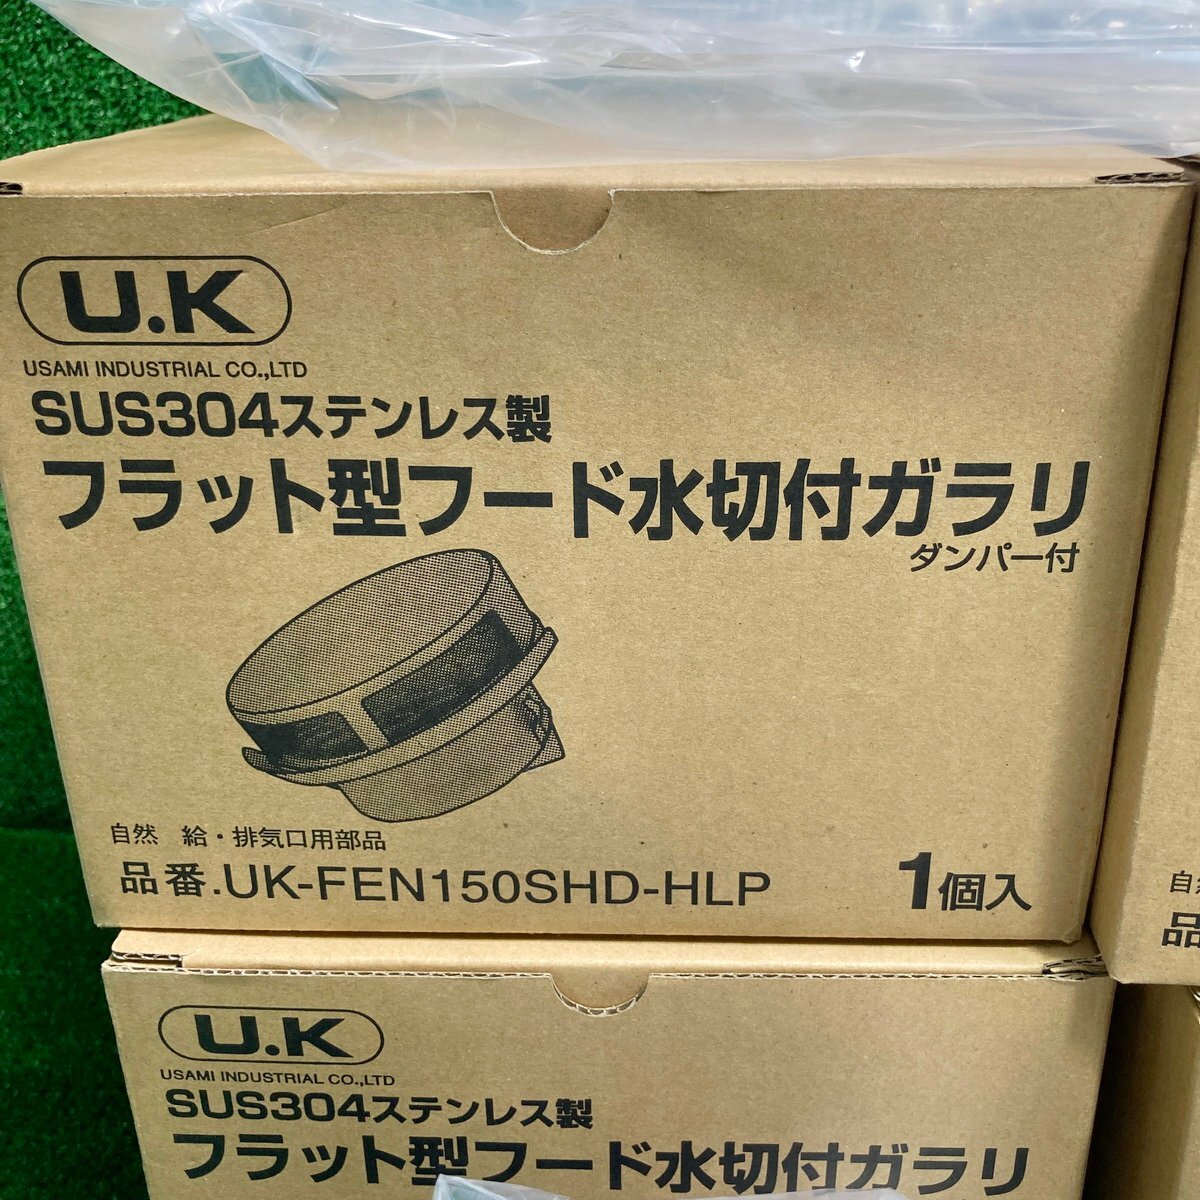 U.K
USAMI INDUSTRIAL CO.,LTD
SUS304ステンレス製
フラット型フード水切付ガラリ
ダンパー付
自然 給・排気口用部品
品番.UK-FEN150SHD-HLP
1個入
自
品
U.K
USAMI INDUSTRIAL CO.,LTD
SUS304ステンレス製
フラット型フード水切付ガラリ